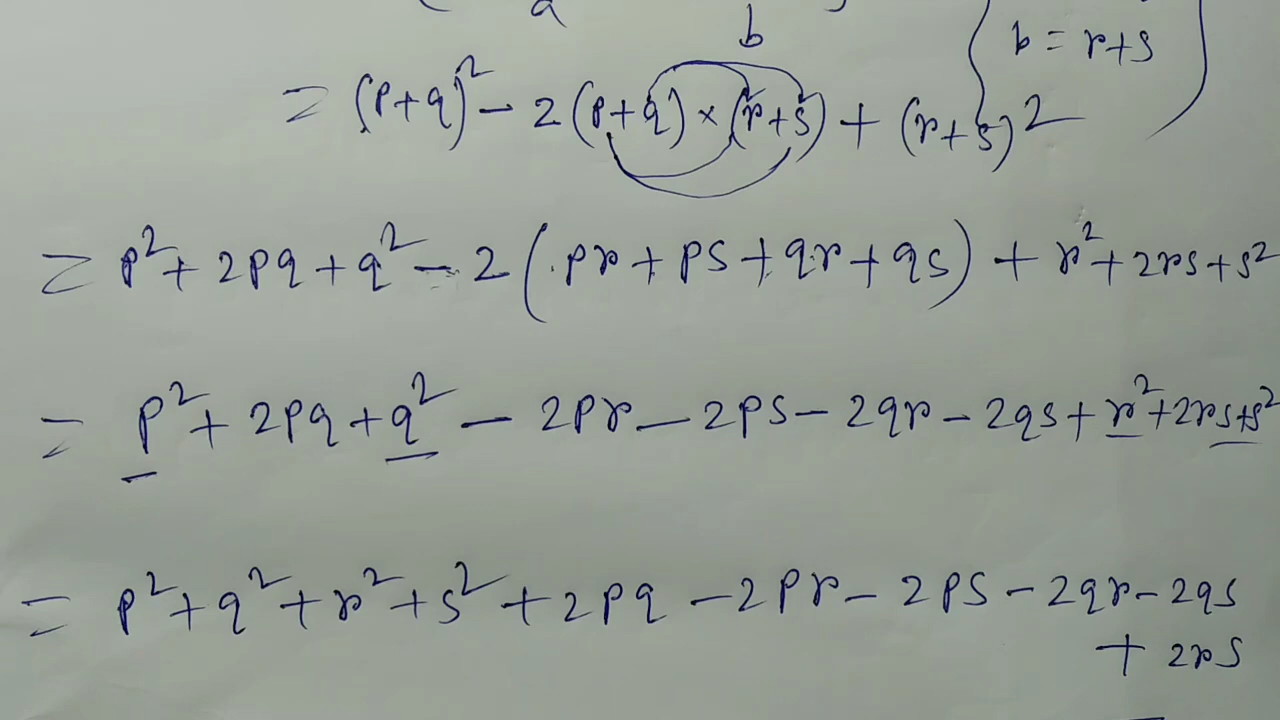 a
b
b = r+s
= (p+q)² - 2(p+q) × (r+s) + (r+s)²
= p² + 2pq + q² - 2(pr + ps + qr + qs) + r² + 2rs + s²
= p² + 2pq + q² - 2pr - 2ps - 2qr - 2qs + r² + 2rs + s²
= p² + q² + r² + s² + 2pq - 2pr - 2ps - 2qr - 2qs
+ 2rs